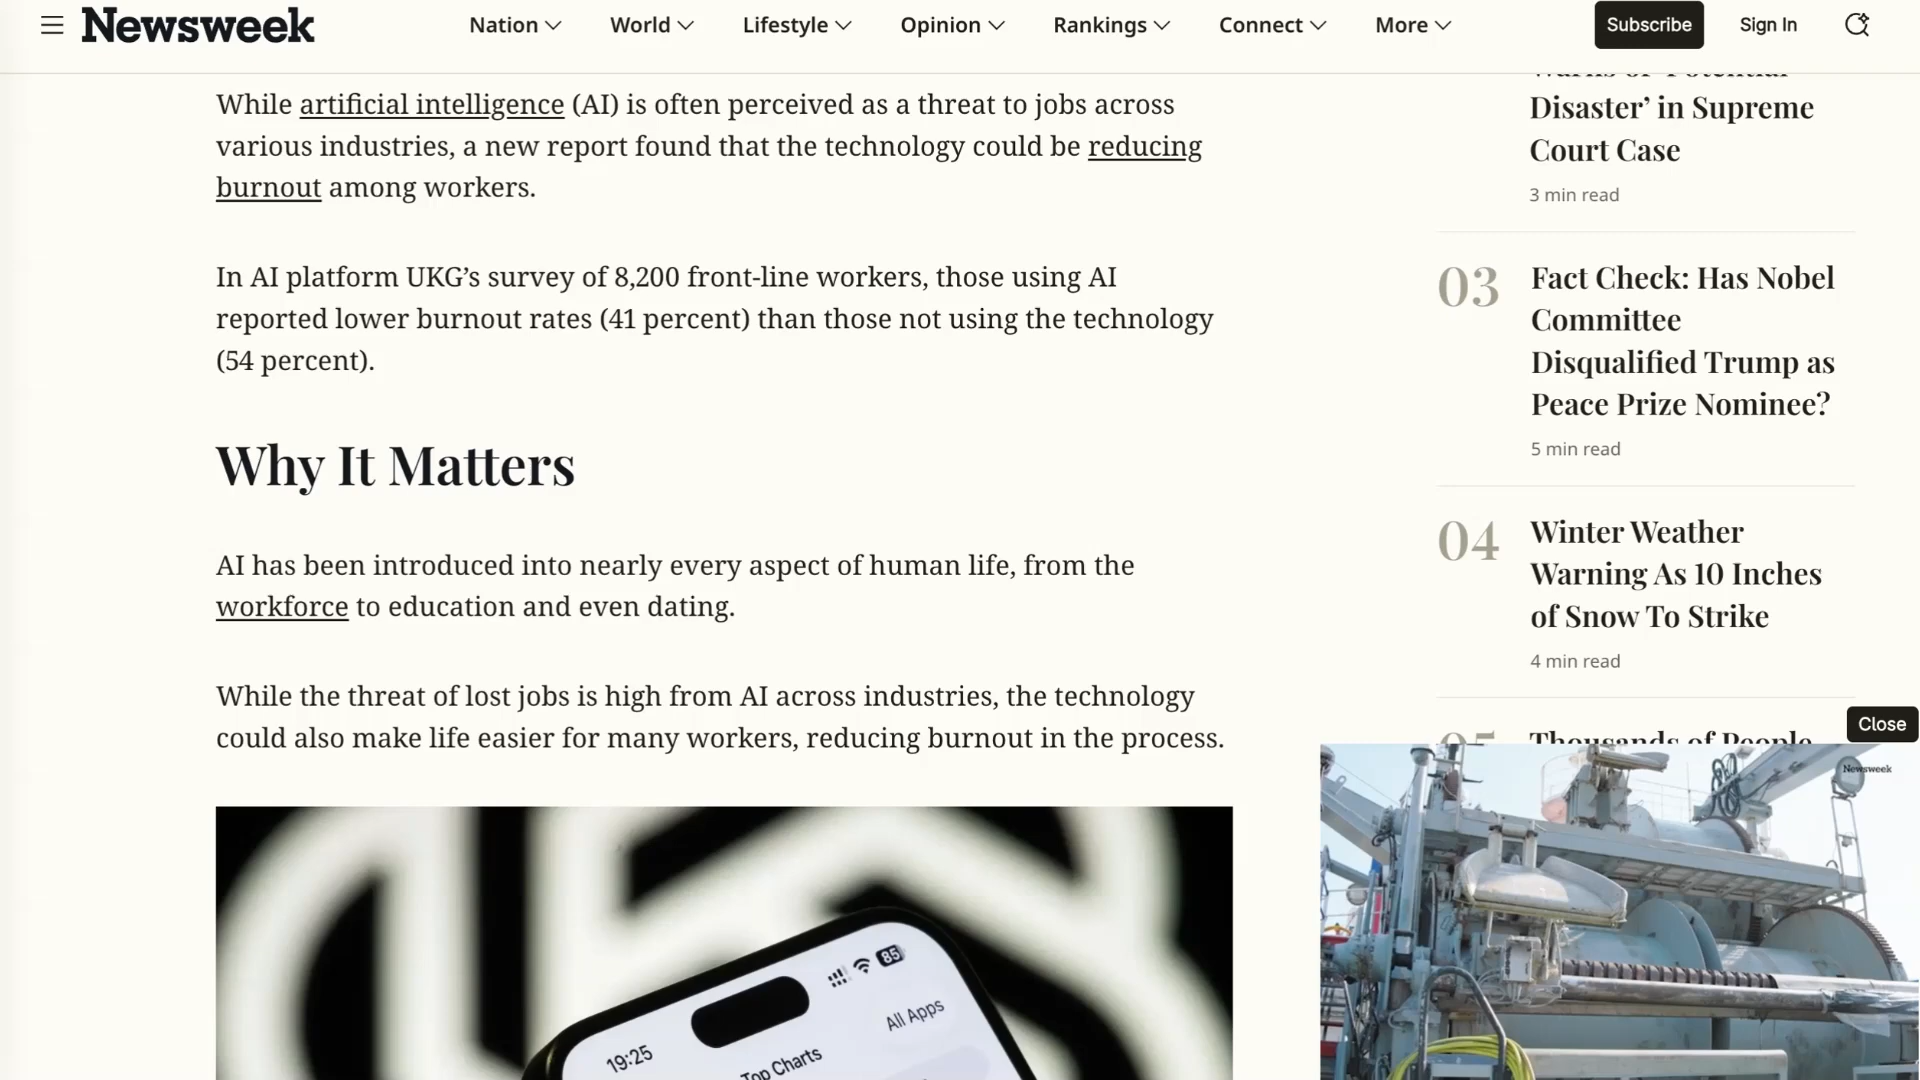 Newsweek
Nation
World
Lifestyle
Opinion
Rankings
Connect
More
Subscribe
Sign In
While artificial intelligence (AI) is often perceived as a threat to jobs across
various industries, a new report found that the technology could be reducing
burnout among workers.
In AI platform UKG’s survey of 8,200 front-line workers, those using AI
reported lower burnout rates (41 percent) than those not using the technology
(54 percent).
Why It Matters
AI has been introduced into nearly every aspect of human life, from the
workforce to education and even dating.
While the threat of lost jobs is high from AI across industries, the technology
could also make life easier for many workers, reducing burnout in the process.
85
All Apps
19:25
Top Charts
Warns of ‘Potential
Disaster’ in Supreme
Court Case
3 min read
03
Fact Check: Has Nobel
Committee
Disqualified Trump as
Peace Prize Nominee?
5 min read
04
Winter Weather
Warning As 10 Inches
of Snow To Strike
4 min read
05
Thousands of People
Close
Newsweek